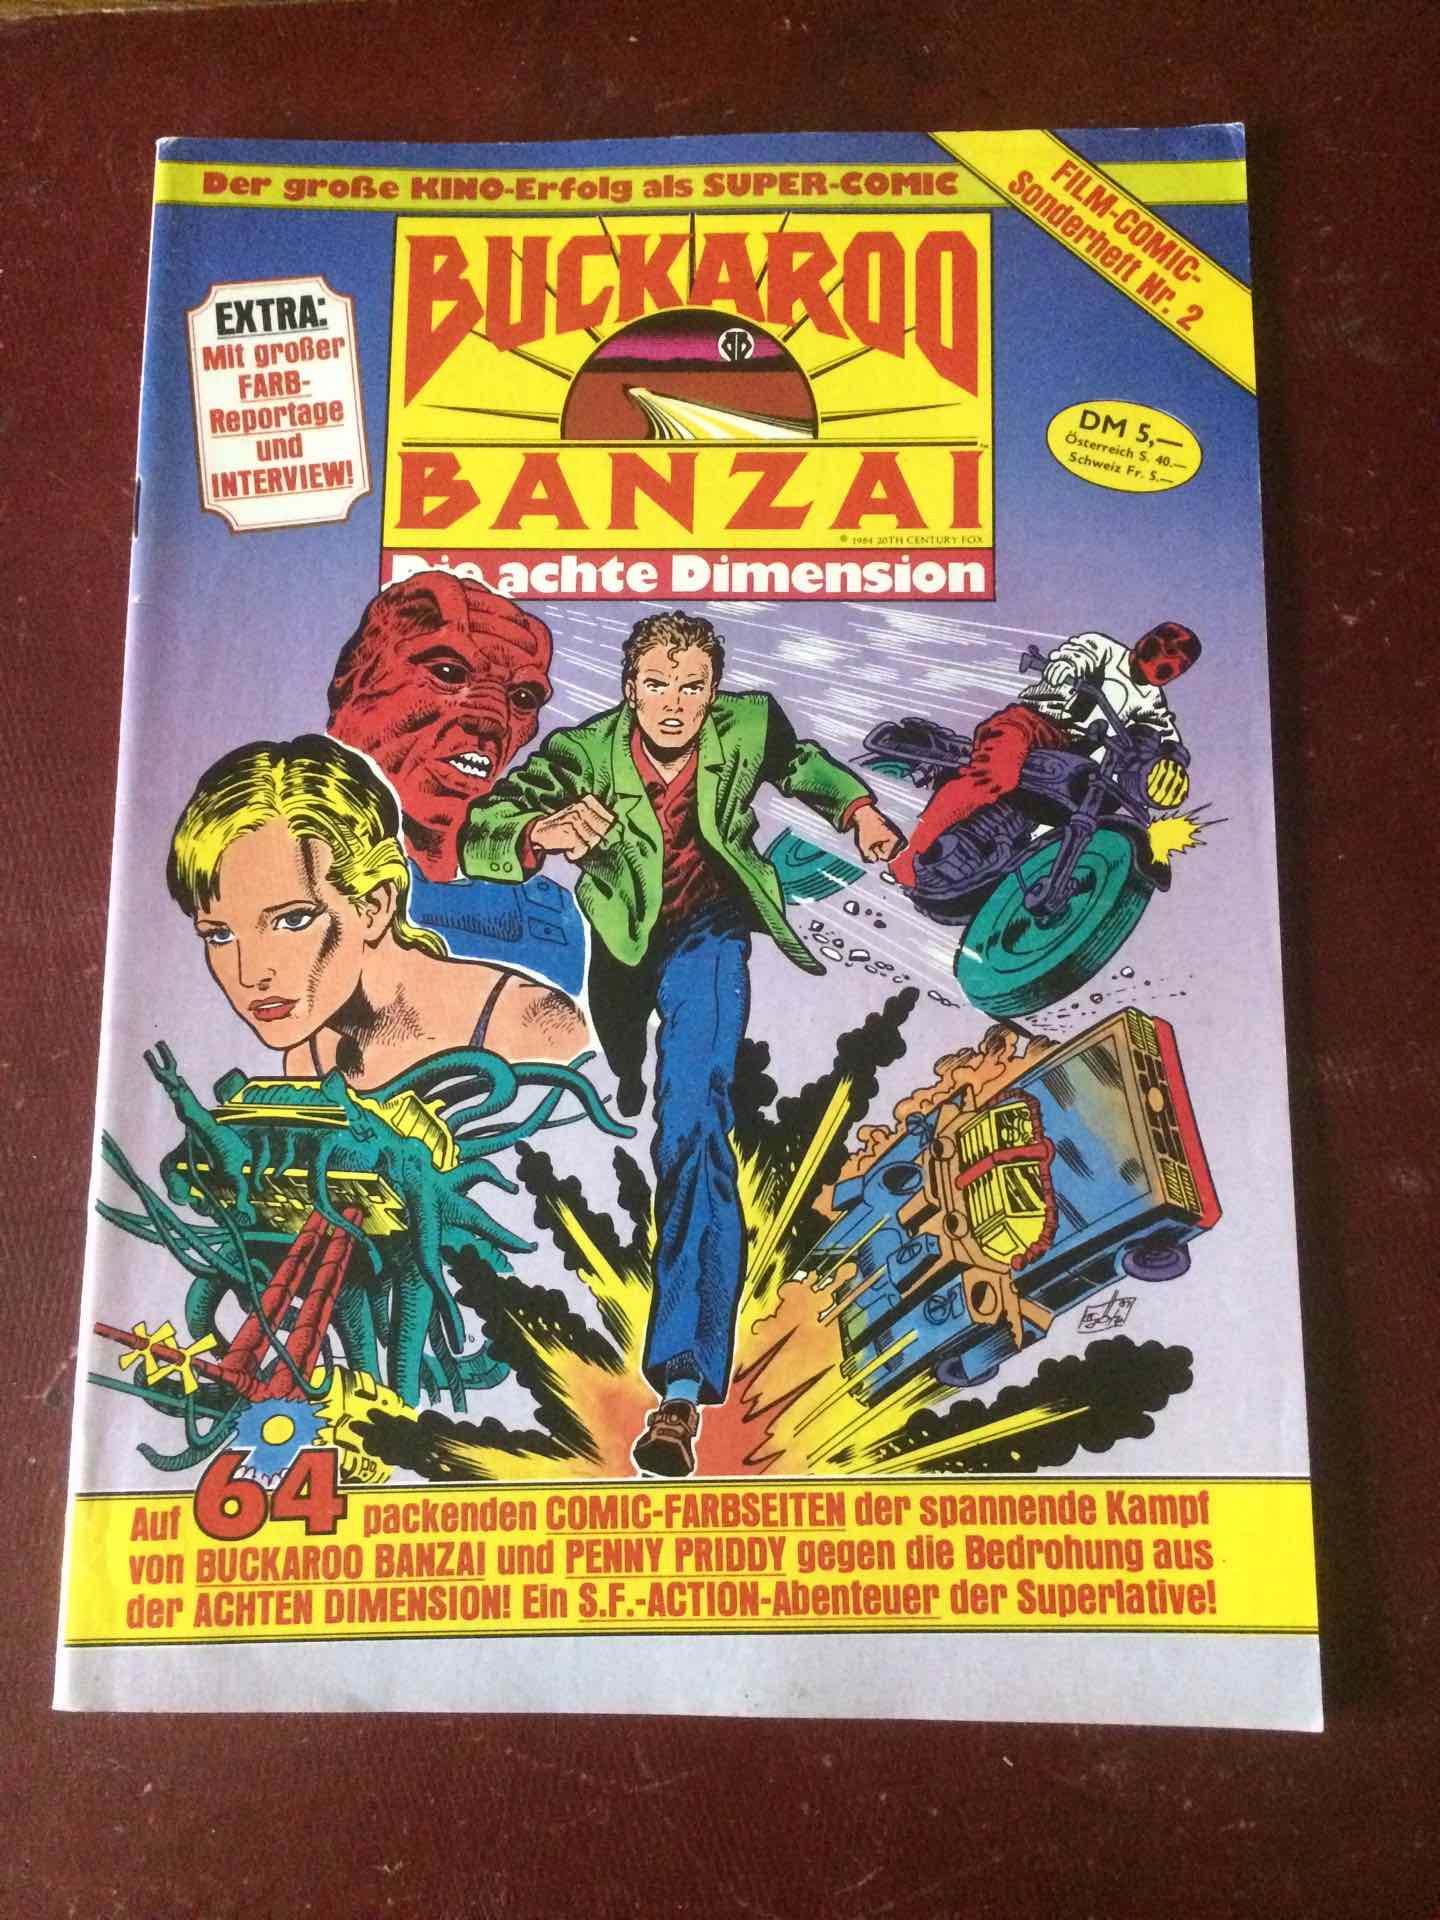 Der große KINO-Erfolg als SUPER-COMIC
FILM-COMIC-
Sonderheft Nr. 2
BUCKAROO
BANZAI
™
© 1984 20TH CENTURY FOX
Die achte Dimension
EXTRA:
Mit großer
FARB-
Reportage
und
INTERVIEW!
DM 5,—
Österreich S. 40.—
Schweiz Fr. 5,—
Auf 64 packenden COMIC-FARBSEITEN der spannende Kampf
von BUCKAROO BANZAI und PENNY PRIDDY gegen die Bedrohung aus
der ACHTEN DIMENSION! Ein S.F.-ACTION-Abenteuer der Superlative!